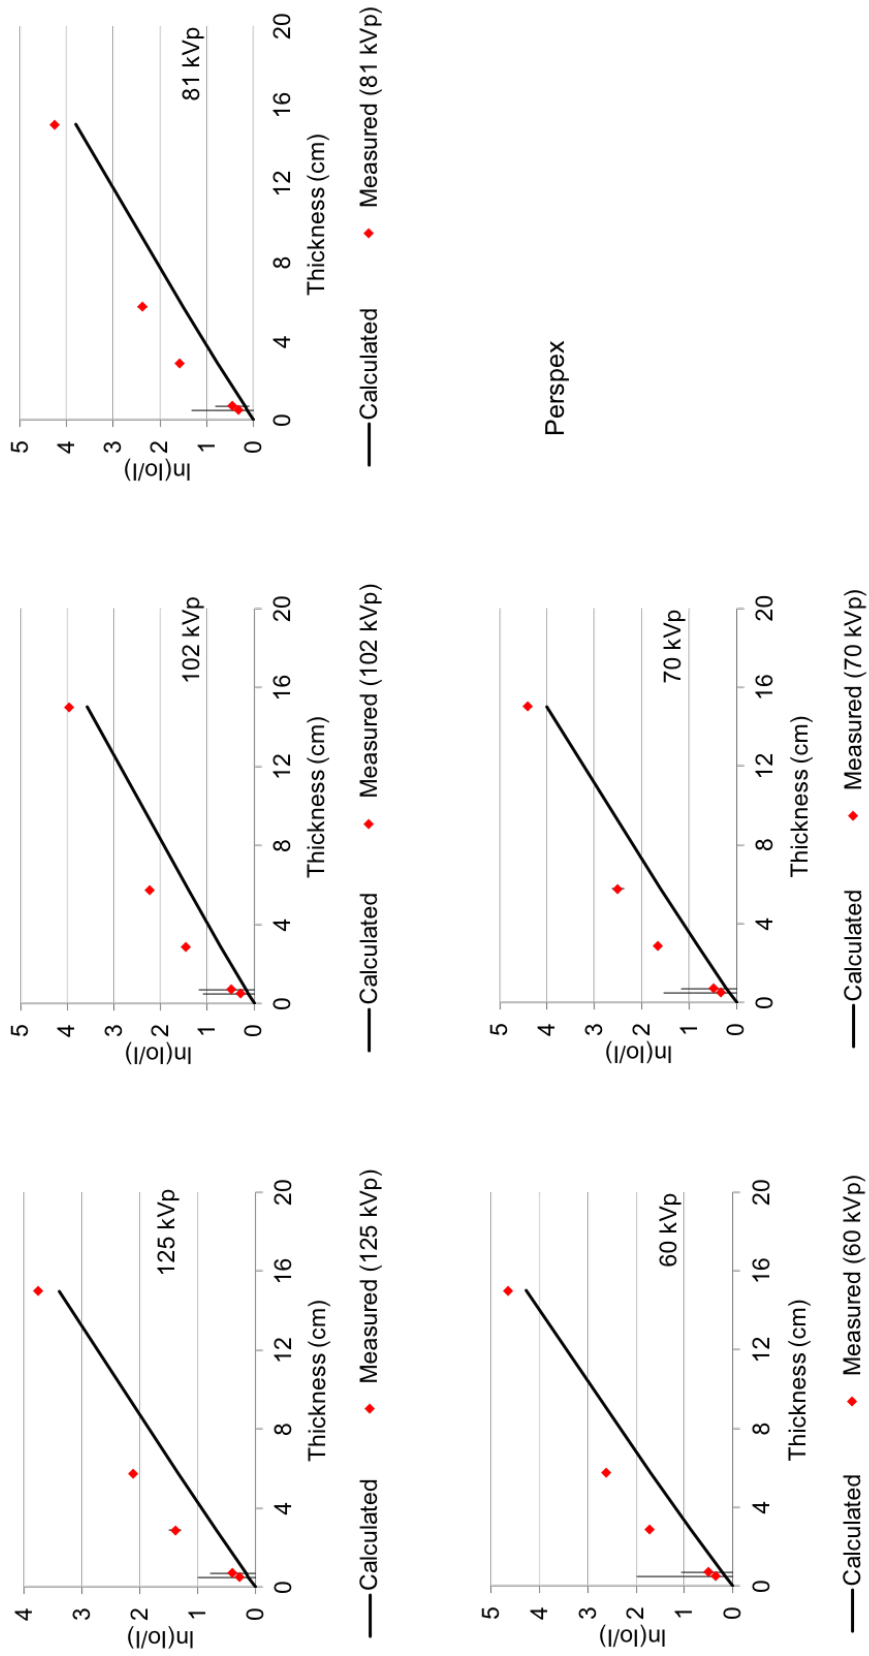 4
3
2
1
0
ln(Io/I)
0 4 8 12 16 20
125 kVp
Thickness (cm)
Calculated Measured (125 kVp)
5
4
3
2
1
0
ln(Io/I)
0 4 8 12 16 20
102 kVp
Thickness (cm)
Calculated Measured (102 kVp)
5
4
3
2
1
0
ln(Io/I)
0 4 8 12 16 20
81 kVp
Thickness (cm)
Calculated Measured (81 kVp)
5
4
3
2
1
0
ln(Io/I)
0 4 8 12 16 20
60 kVp
Thickness (cm)
Calculated Measured (60 kVp)
5
4
3
2
1
0
ln(Io/I)
0 4 8 12 16 20
70 kVp
Thickness (cm)
Calculated Measured (70 kVp)
Perspex